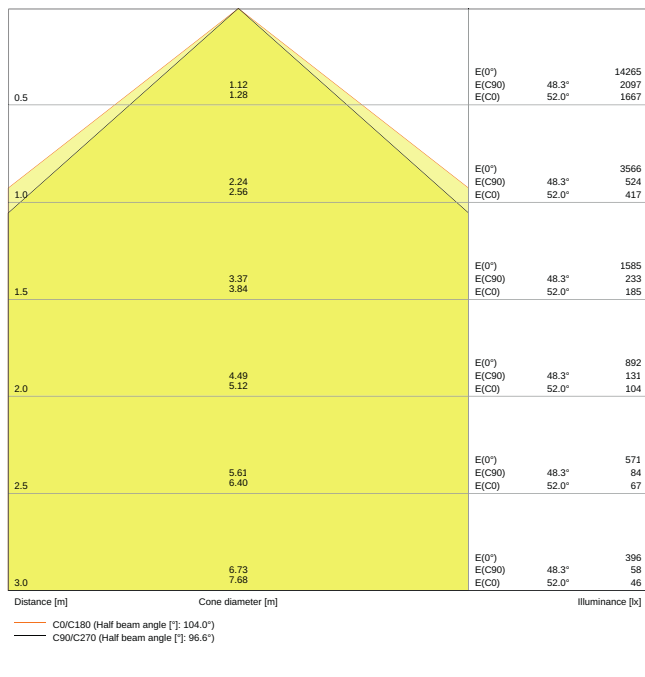 E(0°) 14265
1.12 E(C90) 48.3° 2097
0.5 1.28 E(C0) 52.0° 1667
E(0°) 3566
2.24 E(C90) 48.3° 524
1.0 2.56 E(C0) 52.0° 417
E(0°) 1585
3.37 E(C90) 48.3° 233
1.5 3.84 E(C0) 52.0° 185
E(0°) 892
4.49 E(C90) 48.3° 131
2.0 5.12 E(C0) 52.0° 104
E(0°) 571
5.61 E(C90) 48.3° 84
2.5 6.40 E(C0) 52.0° 67
E(0°) 396
6.73 E(C90) 48.3° 58
3.0 7.68 E(C0) 52.0° 46
Distance [m] Cone diameter [m] Illuminance [lx]
C0/C180 (Half beam angle [°]: 104.0°)
C90/C270 (Half beam angle [°]: 96.6°)